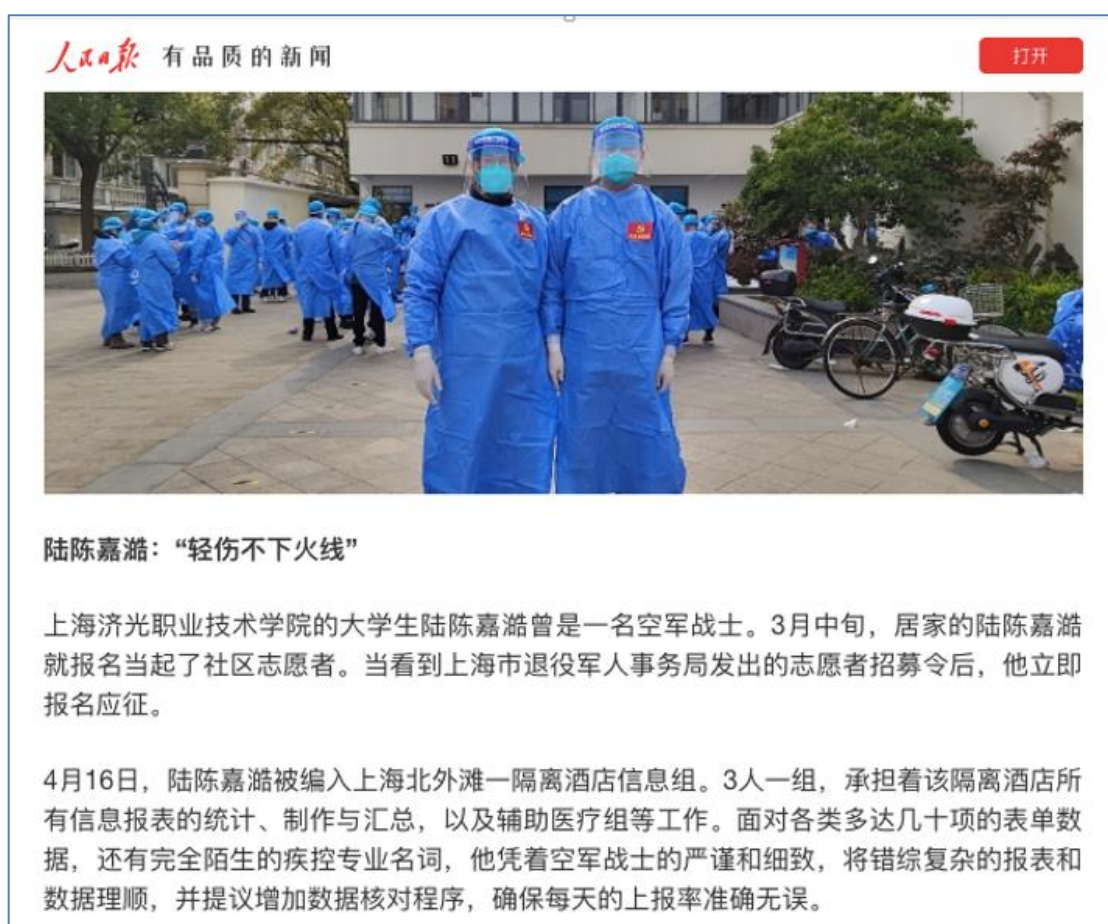 人民日报 有品质的新闻
打开
11
陆陈嘉澔：“轻伤不下火线”
上海济光职业技术学院的大学生陆陈嘉澔曾是一名空军战士。3月中旬，居家的陆陈嘉澔
就报名当起了社区志愿者。当看到上海市退役军人事务局发出的志愿者招募令后，他立即
报名应征。
4月16日，陆陈嘉澔被编入上海北外滩一隔离酒店信息组。3人一组，承担着该隔离酒店所
有信息报表的统计、制作与汇总，以及辅助医疗组等工作。面对各类多达几十项的表单数
据，还有完全陌生的疾控专业名词，他凭着空军战士的严谨和细致，将错综复杂的报表和
数据理顺，并提议增加数据核对程序，确保每天的上报率准确无误。